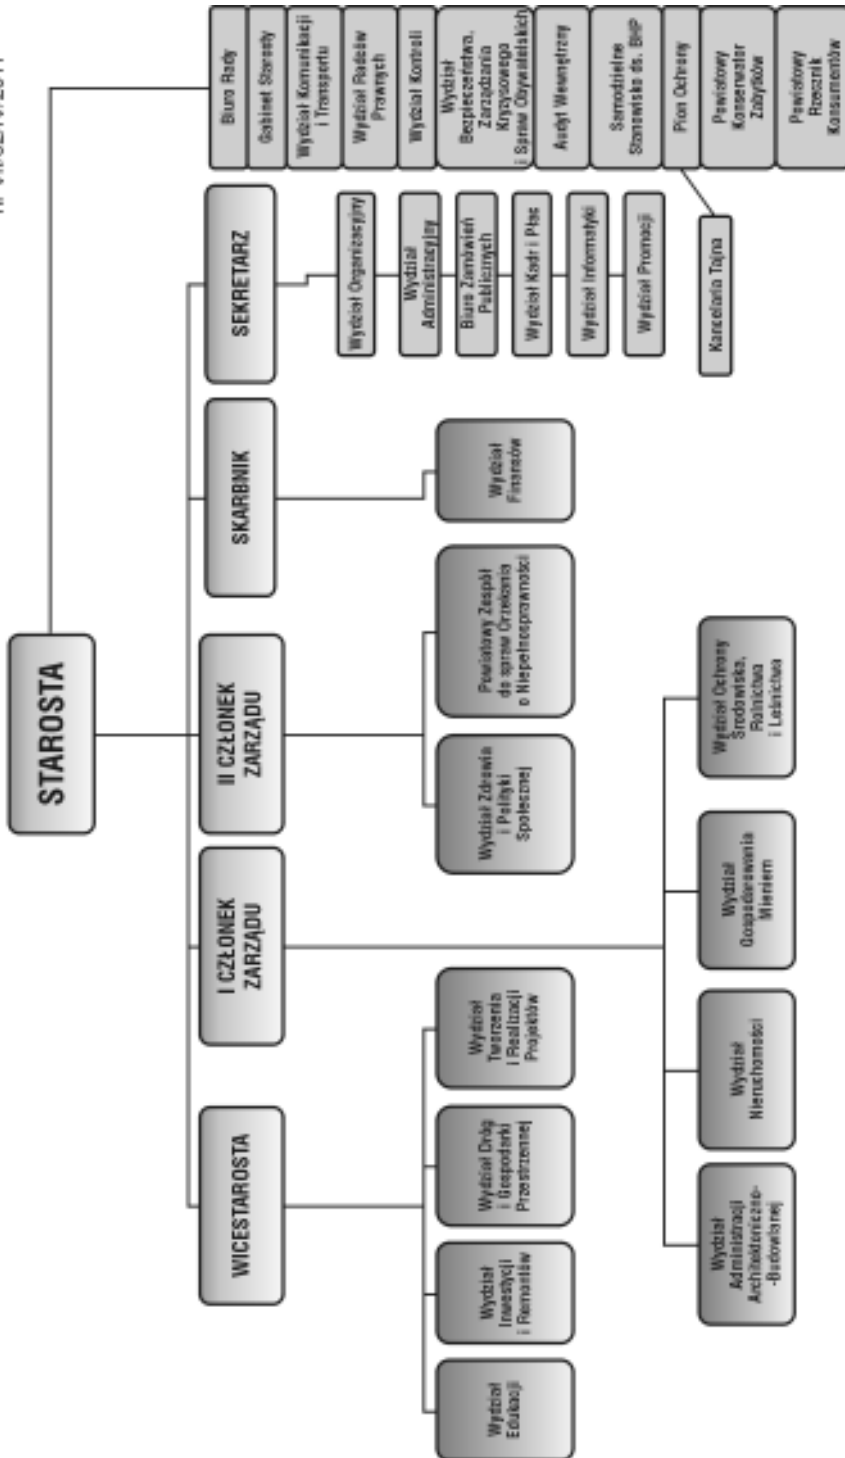 STAROSTA
WICESTAROSTA
I CZŁONEK
ZARZĄDU
II CZŁONEK
ZARZĄDU
SKARBNIK
SEKRETARZ
Biuro Rady
Gabinet Starosty
Wydział Komunikacji
i Transportu
Wydział Radców
Prawnych
Wydział Kontroli
Wydział
Bezpieczeństwa,
Zarządzania
Kryzysowego
i Spraw Obywatelskich
Audyt Wewnętrzny
Samodzielne
Stanowisko ds. BHP
Pion Ochrony
Powiatowy
Konserwator
Zabytków
Powiatowy
Rzecznik
Konsumentów
Kancelaria Tajna
Wydział Organizacyjny
Wydział
Administracyjny
Biuro Zamówień
Publicznych
Wydział Kadr i Płac
Wydział Informatyki
Wydział Promocji
Wydział
Edukacji
Wydział
Inwestycji
i Remontów
Wydział Dróg
i Gospodarki
Przestrzennej
Wydział
Tworzenia
i Realizacji
Projektów
Wydział Zdrowia
i Polityki
Społecznej
Powiatowy Zespół
do spraw Orzekania
o Niepełnosprawności
Wydział
Finansów
Wydział
Administracji
Architektoniczno-
-Budowlanej
Wydział
Nieruchomości
Wydział
Gospodarowania
Mieniem
Wydział Ochrony
Środowiska,
Rolnictwa
i Leśnictwa